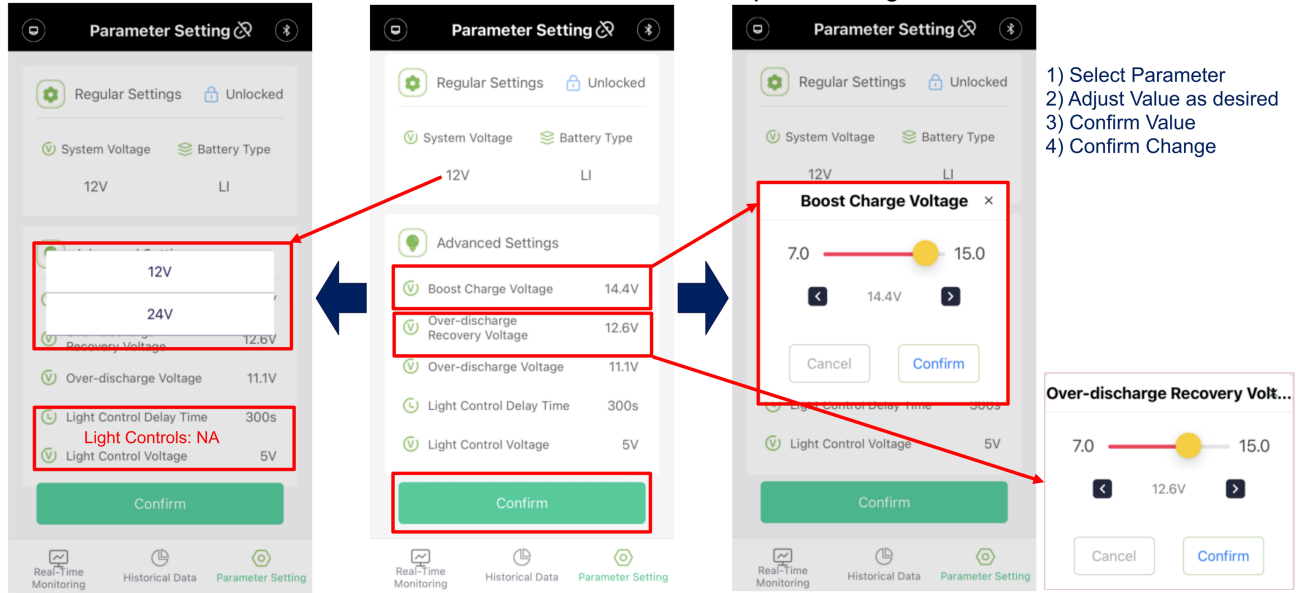 Parameter Setting
Regular Settings
Unlocked
System Voltage
Battery Type
12V
LI
12V
24V
Recovery Voltage
12.6V
Over-discharge Voltage
11.1V
Light Control Delay Time
300s
Light Controls: NA
Light Control Voltage
5V
Confirm
Real-Time
Monitoring
Historical Data
Parameter Setting
Parameter Setting
Regular Settings
Unlocked
System Voltage
Battery Type
12V
LI
Advanced Settings
Boost Charge Voltage
14.4V
Over-discharge
Recovery Voltage
12.6V
Over-discharge Voltage
11.1V
Light Control Delay Time
300s
Light Control Voltage
5V
Confirm
Real-Time
Monitoring
Historical Data
Parameter Setting
Parameter Setting
Regular Settings
Unlocked
System Voltage
Battery Type
12V
LI
Boost Charge Voltage ×
7.0
15.0
14.4V
Cancel
Confirm
Light Control Delay Time
300s
Light Control Voltage
5V
Confirm
Real-Time
Monitoring
Historical Data
Parameter Setting
1) Select Parameter
2) Adjust Value as desired
3) Confirm Value
4) Confirm Change
Over-discharge Recovery Volt...
7.0
15.0
12.6V
Cancel
Confirm